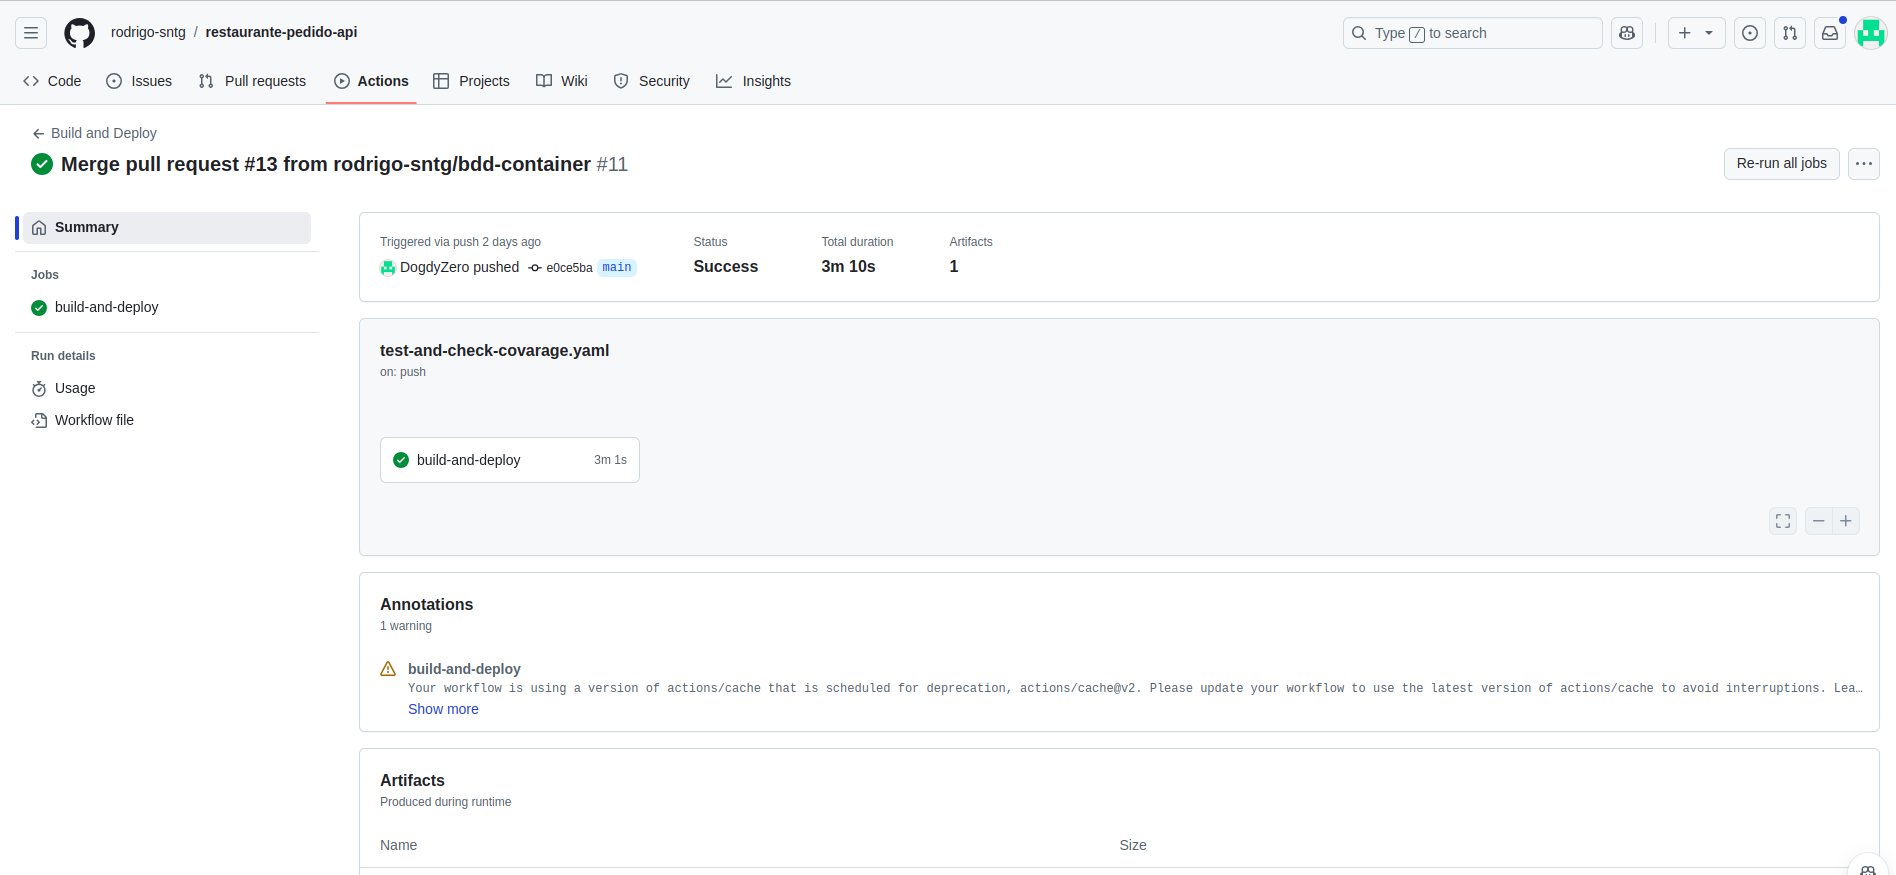 rodrigo-sntg / restaurante-pedido-api
Type / to search
Code Issues Pull requests Actions Projects Wiki Security Insights
Build and Deploy
Merge pull request #13 from rodrigo-sntg/bdd-container #11
Re-run all jobs
Summary
Jobs
build-and-deploy
Run details
Usage
Workflow file
Triggered via push 2 days ago
DogdyZero pushed e0ce5ba main
Status
Success
Total duration
3m 10s
Artifacts
1
test-and-check-covarage.yaml
on: push
build-and-deploy 3m 1s
Annotations
1 warning
build-and-deploy
Your workflow is using a version of actions/cache that is scheduled for deprecation, actions/cache@v2. Please update your workflow to use the latest version of actions/cache to avoid interruptions. Lea…
Show more
Artifacts
Produced during runtime
Name Size